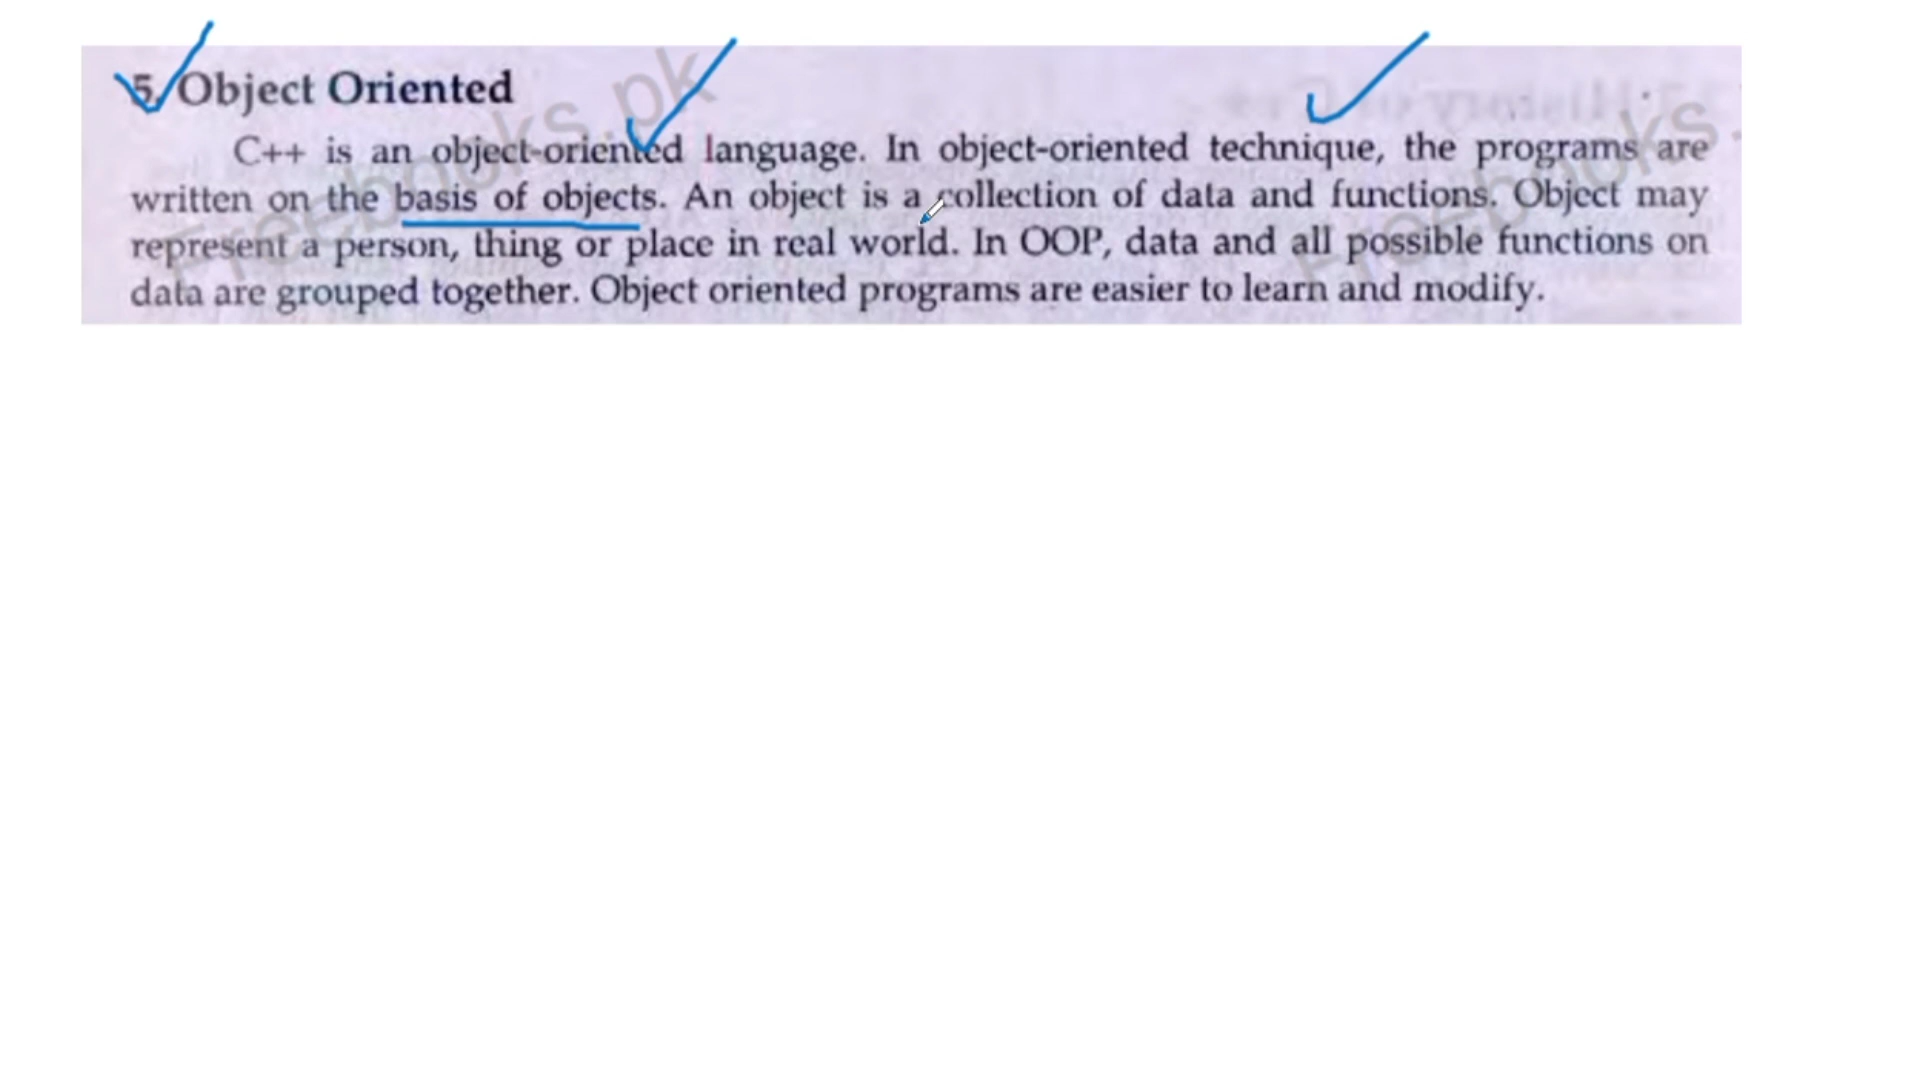 5. Object Oriented
C++ is an object-oriented language. In object-oriented technique, the programs are
written on the basis of objects. An object is a collection of data and functions. Object may
represent a person, thing or place in real world. In OOP, data and all possible functions on
data are grouped together. Object oriented programs are easier to learn and modify.
Freebooks.pk
Freebooks.